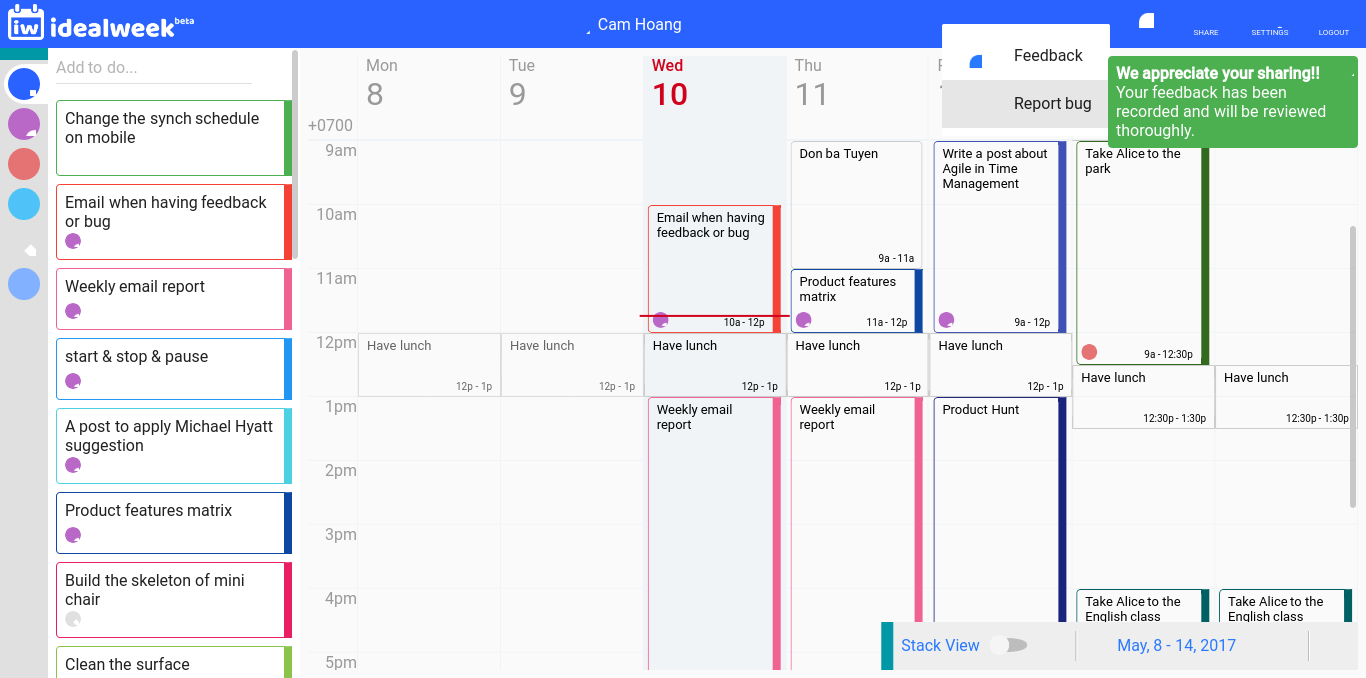 iw idealweek beta
Cam Hoang
SHARE
SETTINGS
LOGOUT
Feedback
Report bug
We appreciate your sharing!!
Your feedback has been
recorded and will be reviewed
thoroughly.
Add to do...
Change the synch schedule
on mobile
Email when having feedback
or bug
Weekly email report
start & stop & pause
A post to apply Michael Hyatt
suggestion
Product features matrix
Build the skeleton of mini
chair
Clean the surface
Mon
8
Tue
9
Wed
10
Thu
11
+0700
9am
10am
11am
12pm
1pm
2pm
3pm
4pm
5pm
Have lunch
12p - 1p
Have lunch
12p - 1p
Email when having
feedback or bug
10a - 12p
Have lunch
12p - 1p
Weekly email
report
Don ba Tuyen
9a - 11a
Product features
matrix
11a - 12p
Have lunch
12p - 1p
Weekly email
report
Write a post about
Agile in Time
Management
9a - 12p
Have lunch
12p - 1p
Product Hunt
Take Alice to the
park
9a - 12:30p
Have lunch
12:30p - 1:30p
Take Alice to the
English class
Have lunch
12:30p - 1:30p
Take Alice to the
English class
Stack View
May, 8 - 14, 2017